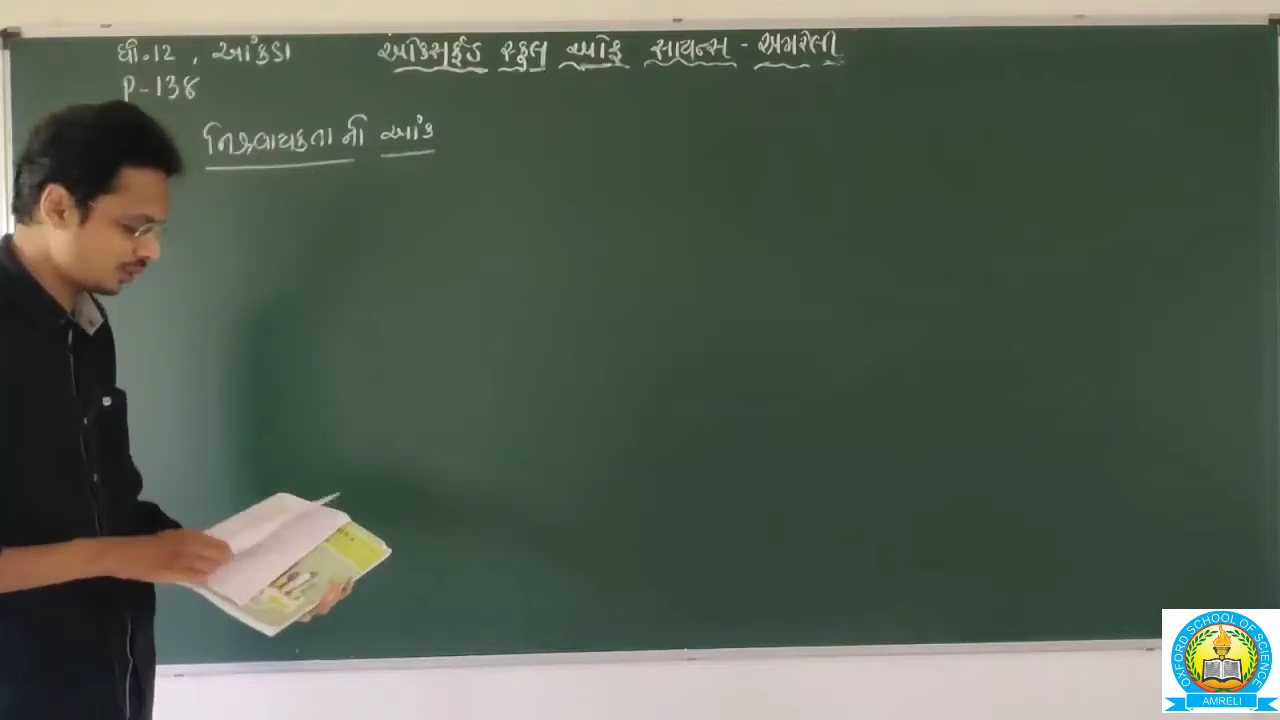 ધો.12, આંકડા
ઓક્સફર્ડ સ્કુલ ઓફ સાયન્સ - અમરેલી
P-138
નિશ્ચાયકતા નો આંક
OXFORD SCHOOL OF SCIENCE
AMRELI